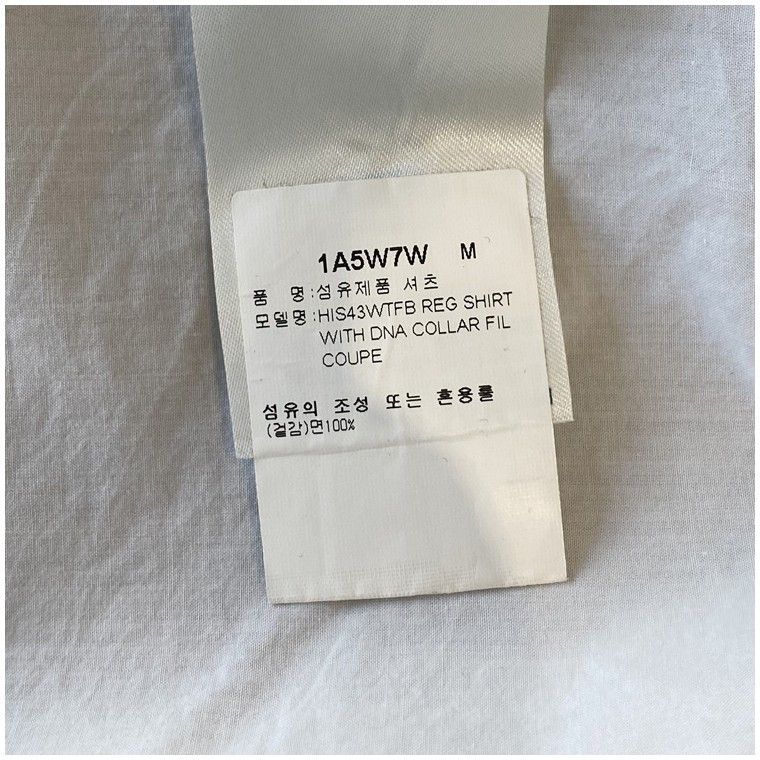 1A5W7W M
품 명:섬유제품 셔츠
모델명:HIS43WTFB REG SHIRT
WITH DNA COLLAR FIL
COUPE
섬유의 조성 또는 혼용률
(겉감)면100%